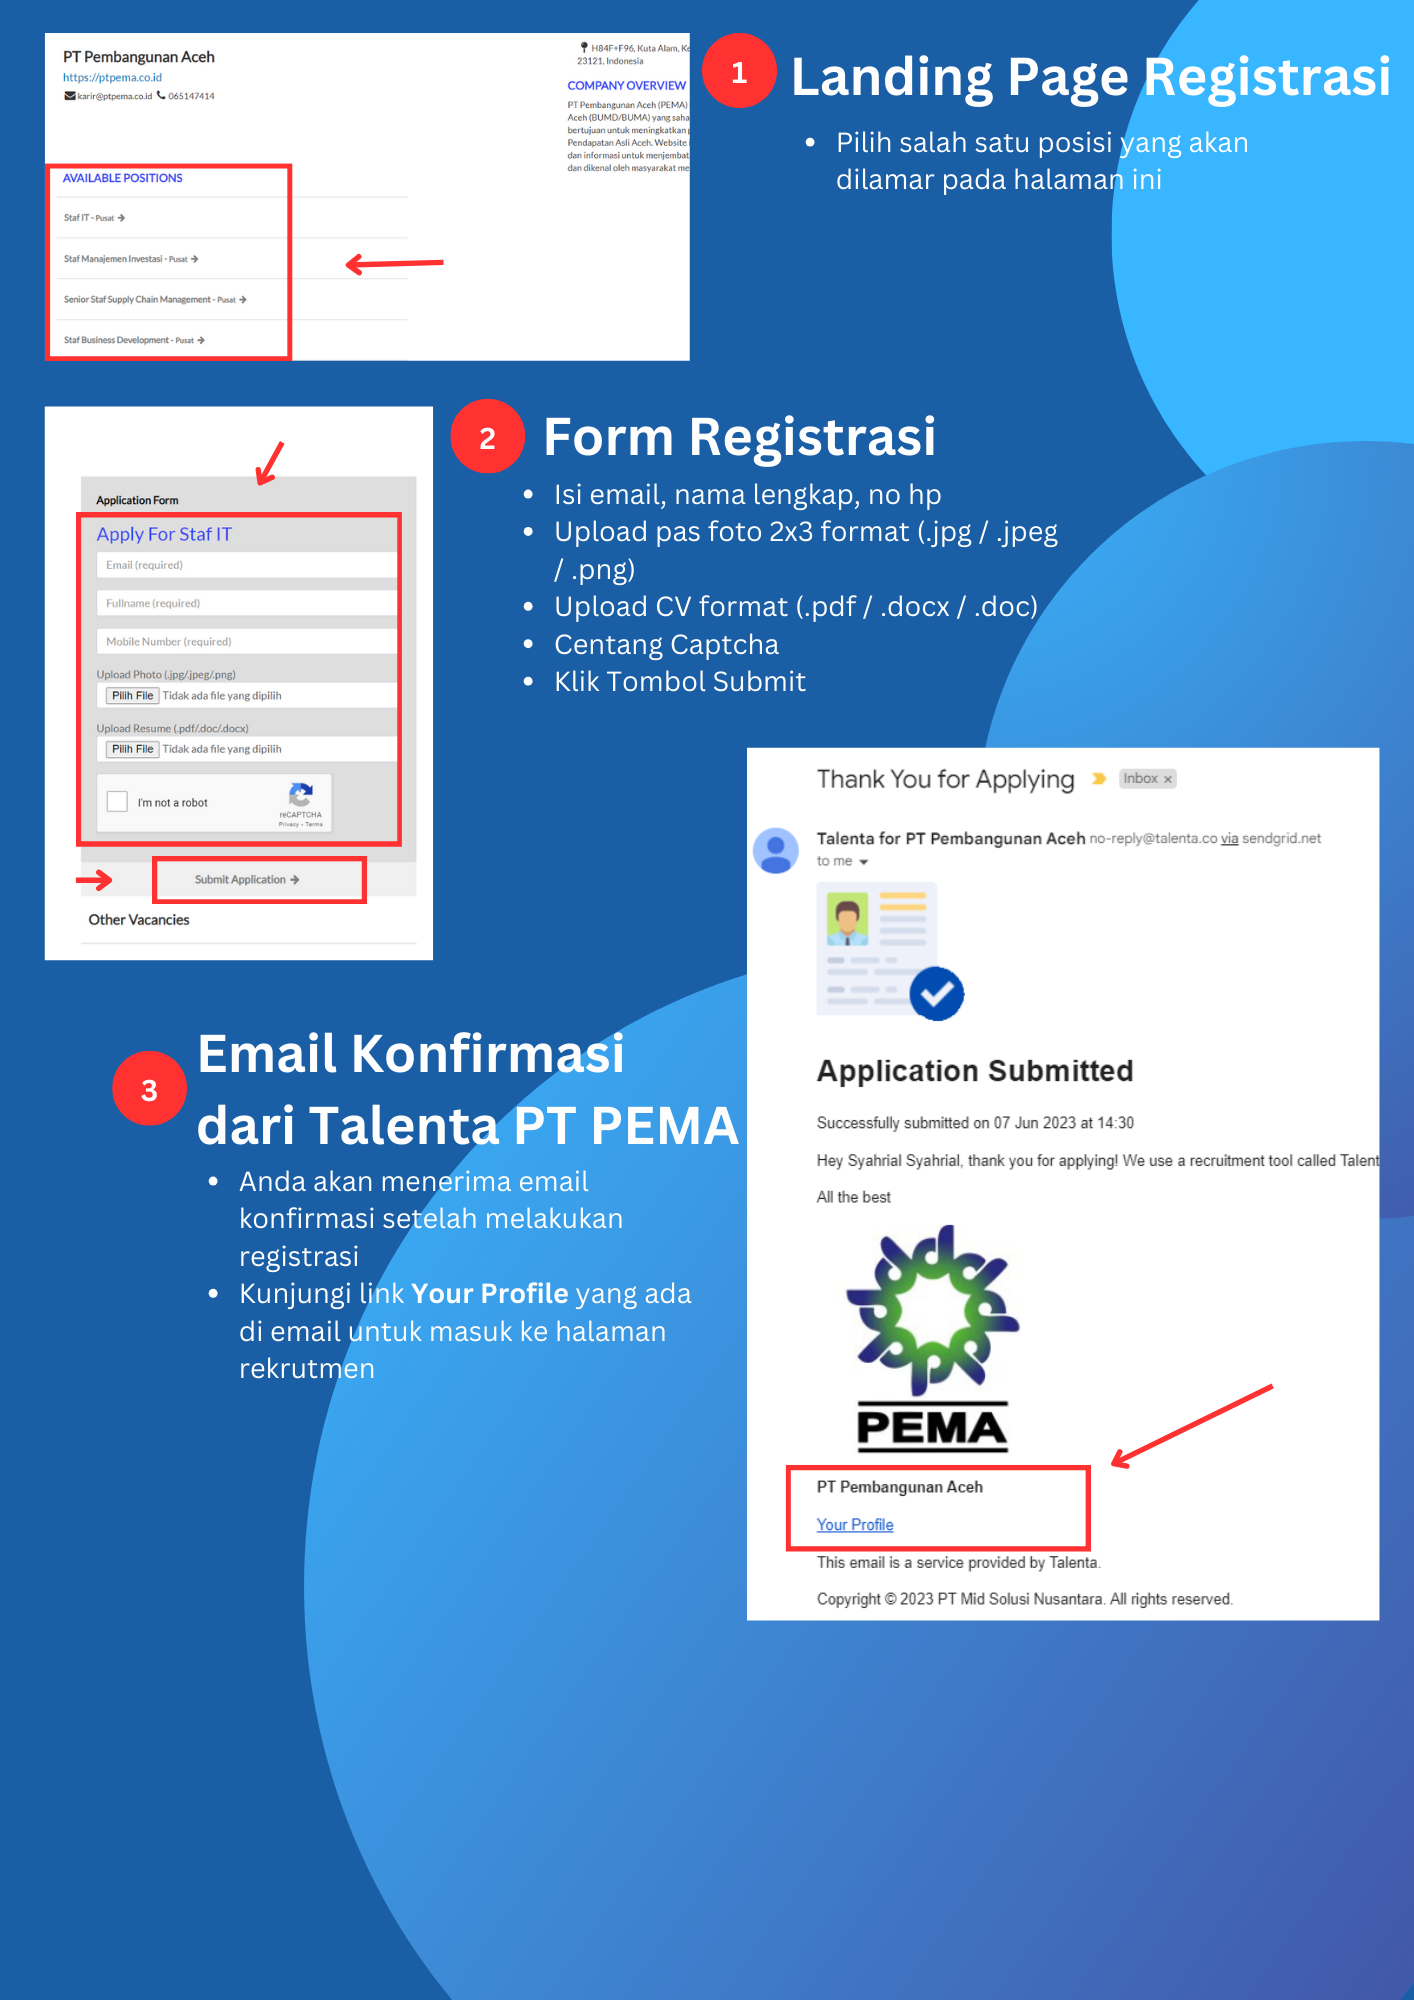 PT Pembangunan Aceh
https://ptpema.co.id
karir@ptpema.co.id 065147414
H84F+F96, Kuta Alam, Ke
23121, Indonesia
COMPANY OVERVIEW
PT Pembangunan Aceh (PEMA)
Aceh (BUMD/BUMA) yang saha
bertujuan untuk meningkatkan p
Pendapatan Asli Aceh. Website i
dan informasi untuk menjembat
dan dikenal oleh masyarakat me
AVAILABLE POSITIONS
Staf IT - Pusat →
Staf Manajemen Investasi - Pusat →
Senior Staf Supply Chain Management - Pusat →
Staf Business Development - Pusat →
1
Landing Page Registrasi
• Pilih salah satu posisi yang akan
dilamar pada halaman ini
2
Form Registrasi
• Isi email, nama lengkap, no hp
• Upload pas foto 2x3 format (.jpg / .jpeg
/ .png)
• Upload CV format (.pdf / .docx / .doc)
• Centang Captcha
• Klik Tombol Submit
Application Form
Apply For Staf IT
Email (required)
Fullname (required)
Mobile Number (required)
Upload Photo (.jpg/.jpeg/.png)
Pilih File Tidak ada file yang dipilih
Upload Resume (.pdf/.doc/.docx)
Pilih File Tidak ada file yang dipilih
I'm not a robot
reCAPTCHA
Privacy - Terms
Submit Application →
Other Vacancies
3
Email Konfirmasi
dari Talenta PT PEMA
• Anda akan menerima email
konfirmasi setelah melakukan
registrasi
• Kunjungi link Your Profile yang ada
di email untuk masuk ke halaman
rekrutmen
Thank You for Applying Inbox ×
Talenta for PT Pembangunan Aceh no-reply@talenta.co via sendgrid.net
to me
Application Submitted
Successfully submitted on 07 Jun 2023 at 14:30
Hey Syahrial Syahrial, thank you for applying! We use a recruitment tool called Talent
All the best
PEMA
PT Pembangunan Aceh
Your Profile
This email is a service provided by Talenta.
Copyright © 2023 PT Mid Solusi Nusantara. All rights reserved.